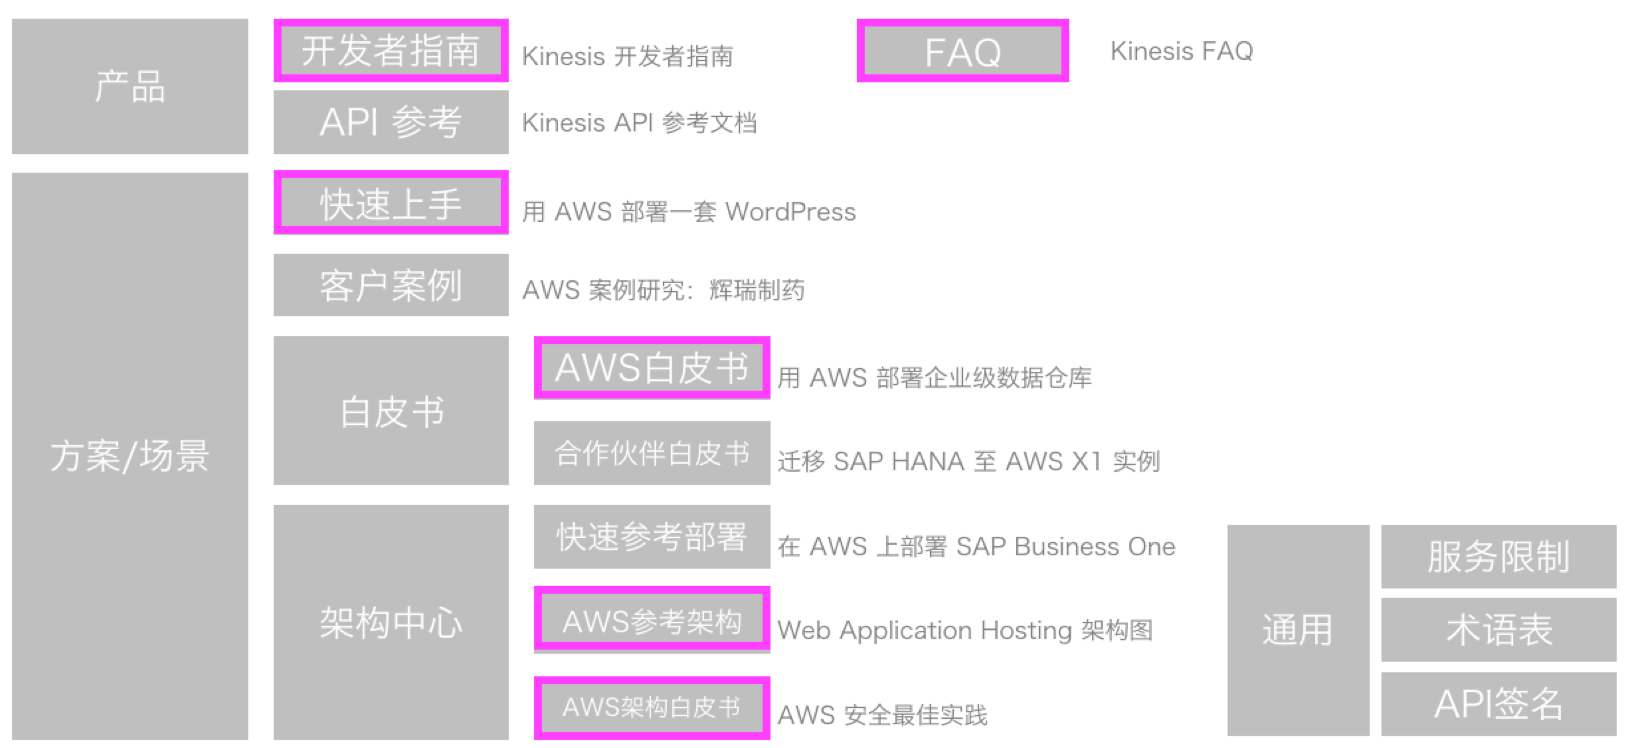 产品
开发者指南
Kinesis 开发者指南
FAQ
Kinesis FAQ
API 参考
Kinesis API 参考文档
方案/场景
快速上手
用 AWS 部署一套 WordPress
客户案例
AWS 案例研究：辉瑞制药
白皮书
AWS白皮书
用 AWS 部署企业级数据仓库
合作伙伴白皮书
迁移 SAP HANA 至 AWS X1 实例
架构中心
快速参考部署
在 AWS 上部署 SAP Business One
AWS参考架构
Web Application Hosting 架构图
AWS架构白皮书
AWS 安全最佳实践
通用
服务限制
术语表
API签名